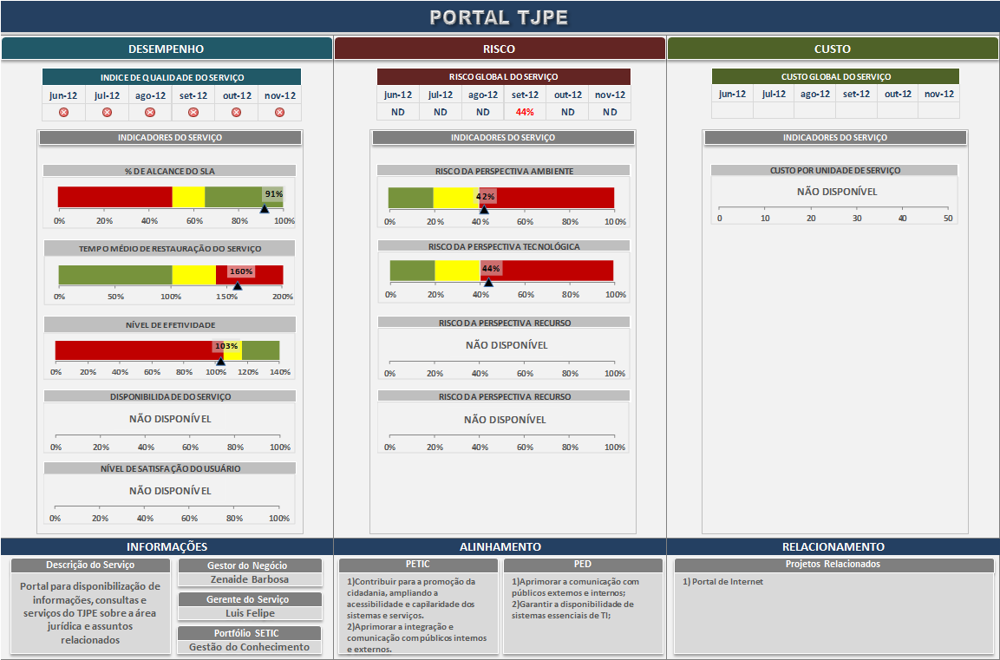 PORTAL TJPE
DESEMPENHO
INDICE DE QUALIDADE DO SERVIÇO
jun-12 jul-12 ago-12 set-12 out-12 nov-12
INDICADORES DO SERVIÇO
% DE ALCANCE DO SLA
91%
0% 20% 40% 60% 80% 100%
TEMPO MÉDIO DE RESTAURAÇÃO DO SERVIÇO
160%
0% 50% 100% 150% 200%
NÍVEL DE EFETIVIDADE
103%
0% 20% 40% 60% 80% 100% 120% 140%
DISPONIBILIDADE DO SERVIÇO
NÃO DISPONÍVEL
0% 20% 40% 60% 80% 100%
NÍVEL DE SATISFAÇÃO DO USUÁRIO
NÃO DISPONÍVEL
0% 20% 40% 60% 80% 100%
RISCO
RISCO GLOBAL DO SERVIÇO
jun-12 jul-12 ago-12 set-12 out-12 nov-12
ND ND ND 44% ND ND
INDICADORES DO SERVIÇO
RISCO DA PERSPECTIVA AMBIENTE
42%
0% 20% 40% 60% 80% 100%
RISCO DA PERSPECTIVA TECNOLÓGICA
44%
0% 20% 40% 60% 80% 100%
RISCO DA PERSPECTIVA RECURSO
NÃO DISPONÍVEL
0% 20% 40% 60% 80% 100%
RISCO DA PERSPECTIVA RECURSO
NÃO DISPONÍVEL
0% 20% 40% 60% 80% 100%
CUSTO
CUSTO GLOBAL DO SERVIÇO
jun-12 jul-12 ago-12 set-12 out-12 nov-12
INDICADORES DO SERVIÇO
CUSTO POR UNIDADE DE SERVIÇO
NÃO DISPONÍVEL
0 10 20 30 40 50
INFORMAÇÕES
Descrição do Serviço
Portal para disponibilização de
informações, consultas e
serviços do TJPE sobre a área
jurídica e assuntos
relacionados
Gestor do Negócio
Zenaide Barbosa
Gerente do Serviço
Luis Felipe
Portfólio SETIC
Gestão do Conhecimento
ALINHAMENTO
PETIC
1)Contribuir para a promoção da
cidadania, ampliando a
acessibilidade e capilaridade dos
sistemas e serviços.
2)Aprimorar a integração e
comunicação com públicos internos
e externos.
PED
1)Aprimorar a comunicação com
públicos externos e internos;
2)Garantir a disponibilidade de
sistemas essenciais de TI;
RELACIONAMENTO
Projetos Relacionados
1) Portal de Internet